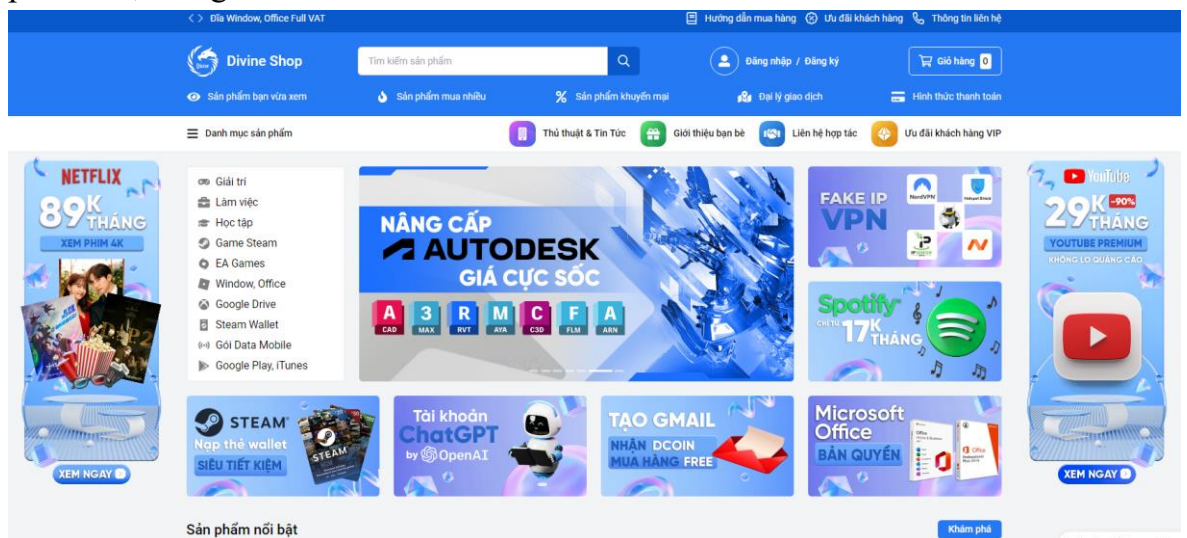 Đĩa Window, Office Full VAT
Hướng dẫn mua hàng
Ưu đãi khách hàng
Thông tin liên hệ
Divine Shop
Tìm kiếm sản phẩm
Đăng nhập / Đăng ký
Giỏ hàng 0
Sản phẩm bạn vừa xem
Sản phẩm mua nhiều
Sản phẩm khuyến mại
Đại lý giao dịch
Hình thức thanh toán
Danh mục sản phẩm
Thủ thuật & Tin Tức
Giới thiệu bạn bè
Liên hệ hợp tác
Ưu đãi khách hàng VIP
NETFLIX
89K
THÁNG
XEM PHIM 4K
XEM NGAY
Giải trí
Làm việc
Học tập
Game Steam
EA Games
Window, Office
Google Drive
Steam Wallet
Gói Data Mobile
Google Play, iTunes
NÂNG CẤP
AUTODESK
GIÁ CỰC SỐC
A 3 R M C F A
CAD MAX RVT AYA C3D FLM ARN
FAKE IP
VPN
NordVPN
Spotify
CHỈ TỪ
17K
THÁNG
YouTube
29K
-90%
THÁNG
YOUTUBE PREMIUM
KHÔNG LO QUẢNG CÁO
XEM NGAY
STEAM
Nạp thẻ wallet
SIÊU TIẾT KIỆM
STEAM
Tài khoản
ChatGPT
by OpenAI
TẠO GMAIL
NHẬN DCOIN
MUA HÀNG FREE
Microsoft
Office
BẢN QUYỀN
Office
Sản phẩm nổi bật
Khám phá